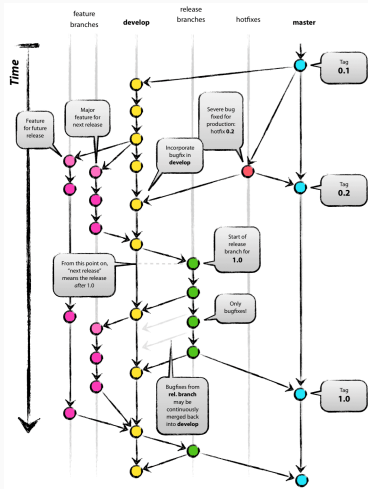 feature
branches
develop
release
branches
hotfixes
master
Time
Tag
0.1
Major
feature for
next release
Feature
for future
release
Severe bug
fixed for
production:
hotfix 0.2
Incorporate
bugfix in
develop
Tag
0.2
Start of
release
branch for
1.0
From this point on,
“next release”
means the release
after 1.0
Only
bugfixes!
Bugfixes from
rel. branch
may be
continuously
merged back
into develop
Tag
1.0